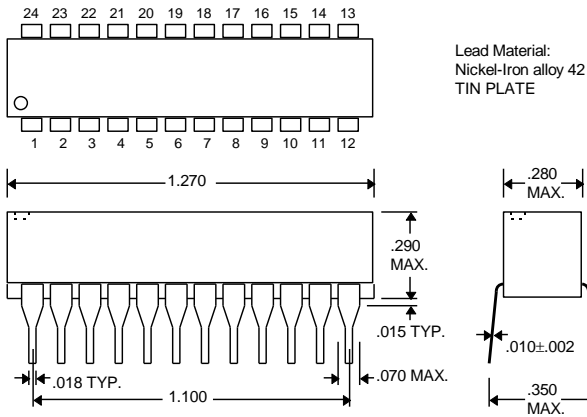 24 23 22 21 20 19 18 17 16 15 14 13
Lead Material:
Nickel-Iron alloy 42
TIN PLATE
1 2 3 4 5 6 7 8 9 10 11 12
1.270
.280
MAX.
.290
MAX.
.015 TYP.
.010±.002
.018 TYP.
.070 MAX.
1.100
.350
MAX.